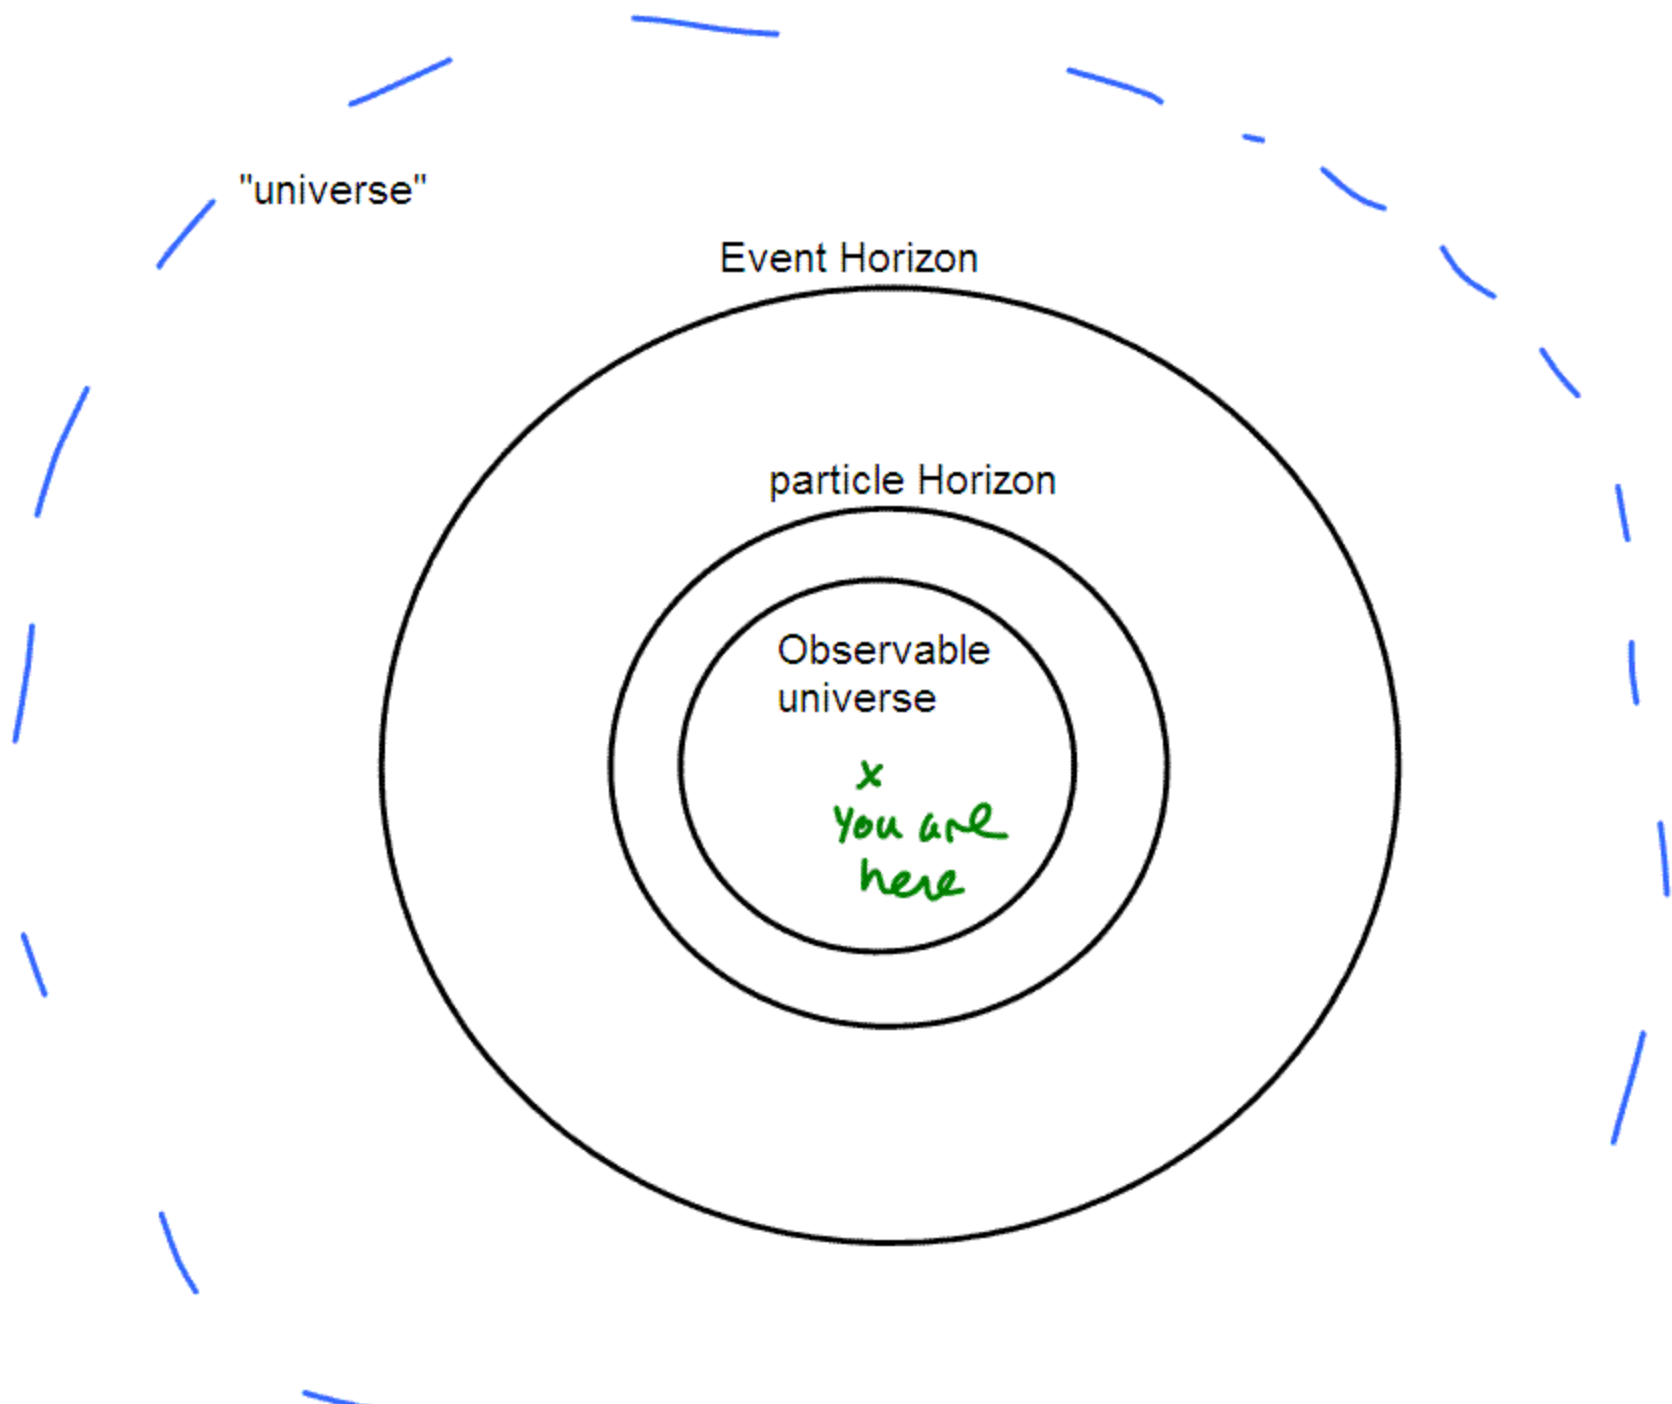 "universe"
Event Horizon
particle Horizon
Observable
universe
x
You are
here